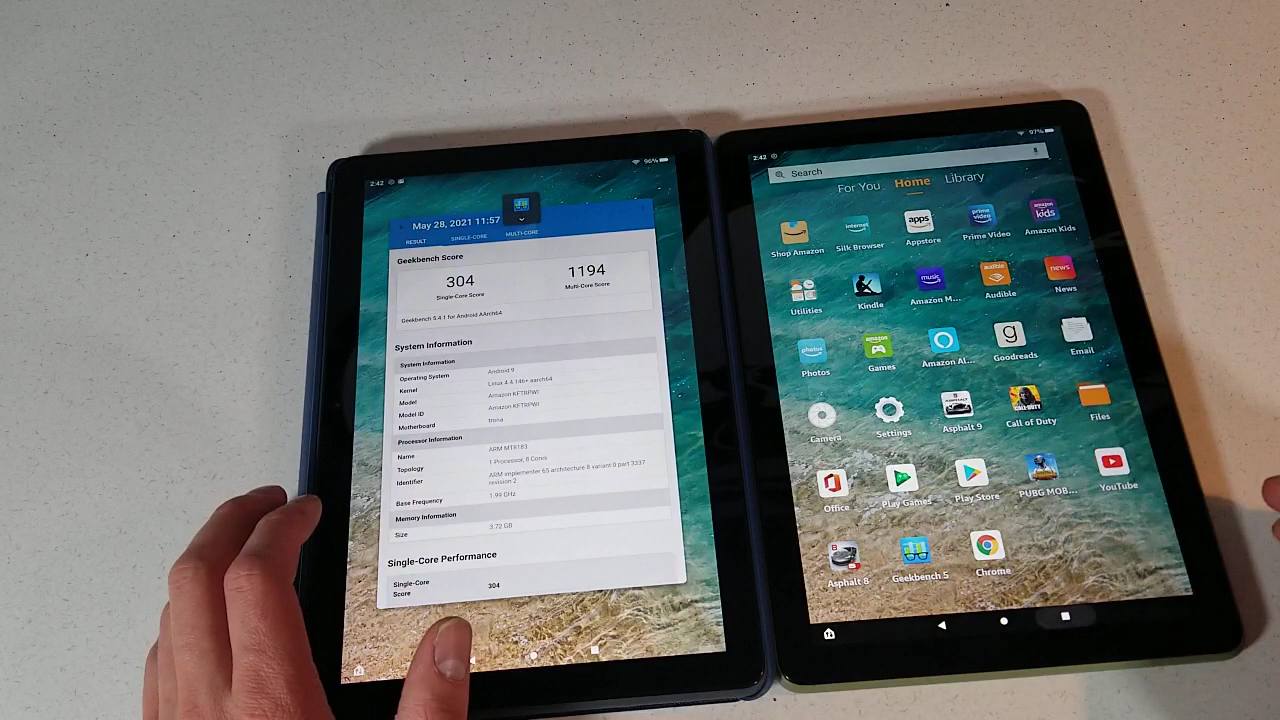 2:42
96%
May 28, 2021 11:57
RESULT SINGLE-CORE MULTI-CORE
Geekbench Score
304 1194
Single-Core Score Multi-Core Score
Geekbench 5.4.1 for Android AArch64
System Information
System Information
Operating System Android 9
Kernel Linux 4.4.146+ aarch64
Model Amazon KFTRPWI
Model ID Amazon KFTRPWI
Motherboard trona
Processor Information
Name ARM MT8183
Topology 1 Processor, 8 Cores
Identifier ARM implementer 65 architecture 8 variant 0 part 3337
revision 2
Base Frequency 1.99 GHz
Memory Information
Size 3.72 GB
Single-Core Performance
Single-Core 304
Score
2:42
97%
Search
For You Home Library
Shop Amazon Silk Browser Appstore Prime Video Amazon Kids
Utilities Kindle Amazon M... Audible News
Photos Games Amazon Al... Goodreads Email
Camera Settings Asphalt 9 Call of Duty Files
Office Play Games Play Store PUBG MOB... YouTube
Asphalt 8 Geekbench 5 Chrome